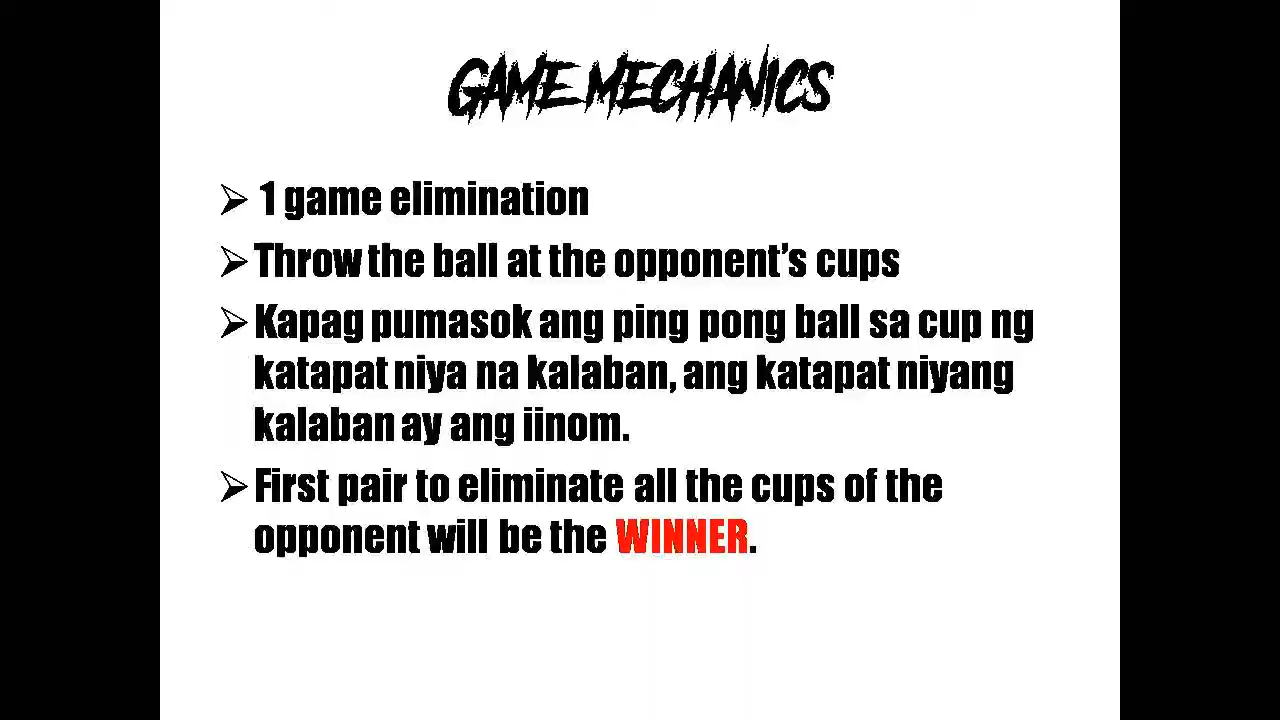 GAME MECHANICS
➢ 1 game elimination
➢ Throw the ball at the opponent’s cups
➢ Kapag pumasok ang ping pong ball sa cup ng
katapat niya na kalaban, ang katapat niyang
kalaban ay ang iinom.
➢ First pair to eliminate all the cups of the
opponent will be the WINNER.